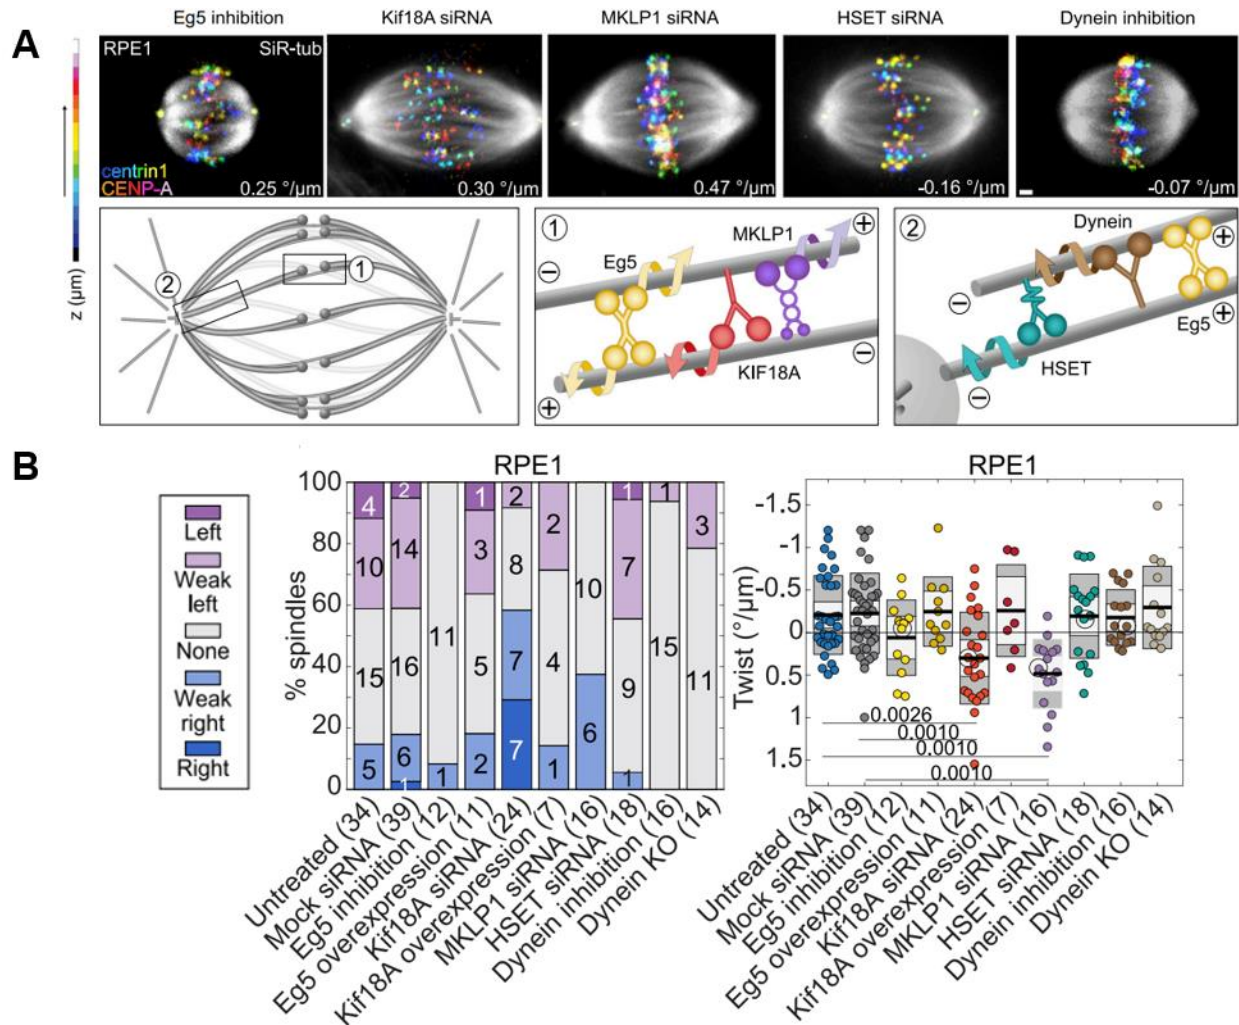 A
Eg5 inhibition
Kif18A siRNA
MKLP1 siRNA
HSET siRNA
Dynein inhibition
z (µm)
RPE1
SiR-tub
centrin1
CENP-A
0.25 °/µm
0.30 °/µm
0.47 °/µm
-0.16 °/µm
-0.07 °/µm
2
1
1
MKLP1
+
−
Eg5
KIF18A
−
+
2
Dynein
+
−
Eg5
+
HSET
−
B
Left
Weak
left
None
Weak
right
Right
RPE1
% spindles
100
80
60
40
20
0
4
10
15
5
2
14
16
6
1
11
1
1
3
5
2
2
8
7
7
2
4
1
10
6
1
7
9
1
1
15
3
11
Untreated (34)
Mock siRNA (39)
Eg5 inhibition (12)
Eg5 overexpression (11)
Kif18A siRNA (24)
Kif18A overexpression (7)
MKLP1 siRNA (16)
HSET siRNA (18)
Dynein inhibition (16)
Dynein KO (14)
RPE1
Twist (°/µm)
-1.5
-1
-0.5
0
0.5
1
1.5
0.0026
0.0010
0.0010
0.0010
Untreated (34)
Mock siRNA (39)
Eg5 inhibition (12)
Eg5 overexpression (11)
Kif18A siRNA (24)
Kif18A overexpression (7)
MKLP1 siRNA (16)
HSET siRNA (18)
Dynein inhibition (16)
Dynein KO (14)